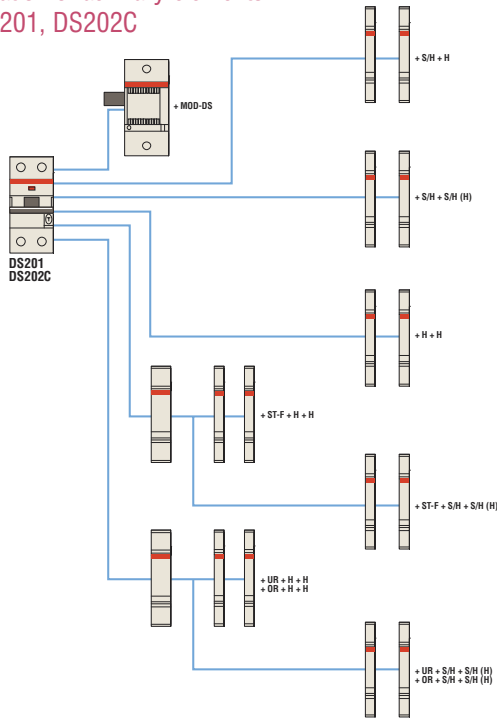 201, DS202C
+ S/H + H
+ MOD-DS
+ S/H + S/H (H)
DS201
DS202C
+ H + H
+ ST-F + H + H
+ ST-F + S/H + S/H (H)
+ UR + H + H
+ OR + H + H
+ UR + S/H + S/H (H)
+ OR + S/H + S/H (H)